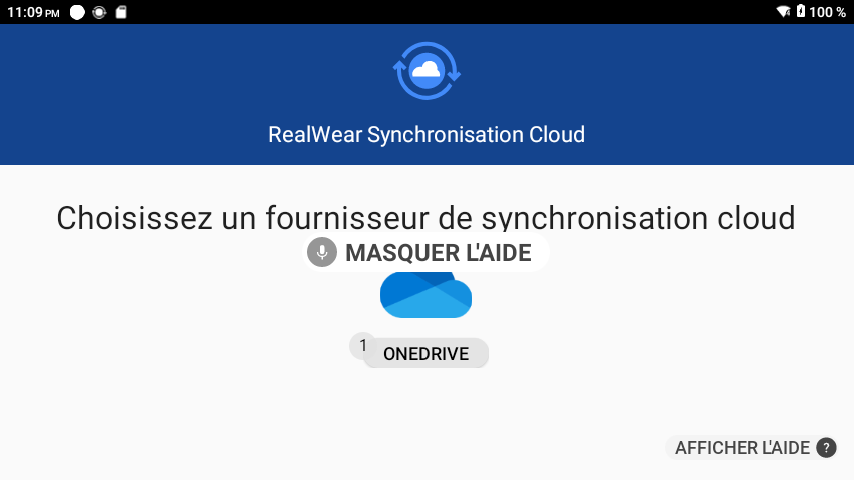 11:09 PM
100 %
RealWear Synchronisation Cloud
Choisissez un fournisseur de synchronisation cloud
MASQUER L'AIDE
1
ONEDRIVE
AFFICHER L'AIDE ?